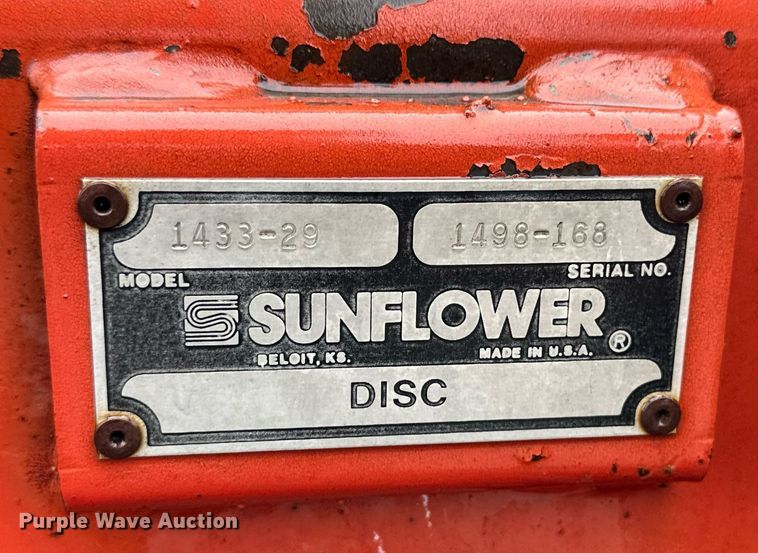 1433-29 1498-168
MODEL SERIAL NO.
SUNFLOWER®
BELOIT, KS. MADE IN U.S.A.
DISC
Purple Wave Auction